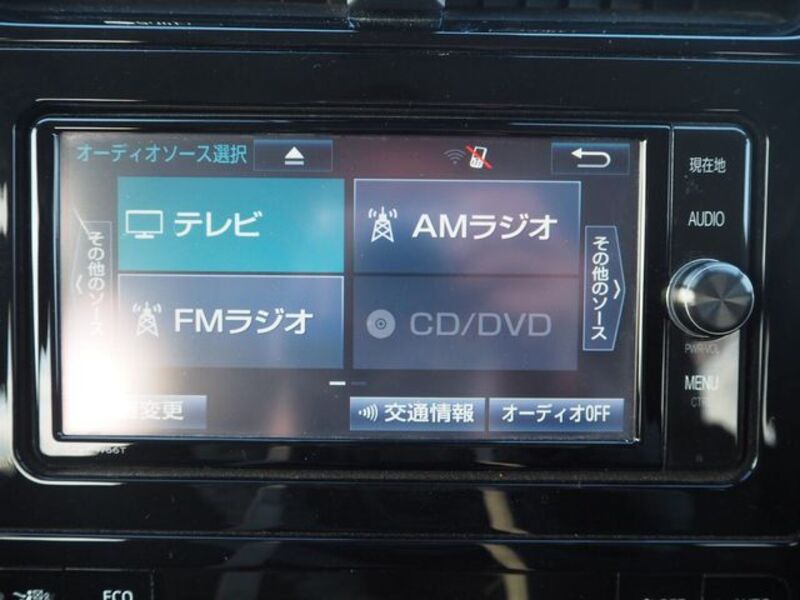 オーディオソース選択
テレビ
AMラジオ
FMラジオ
CD/DVD
その他のソース
その他のソース
変更
交通情報
オーディオOFF
現在地
AUDIO
PWR·VOL
MENU
ECO